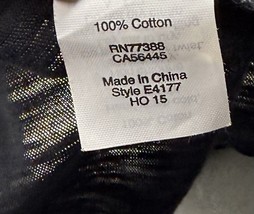 100% Cotton
RN77388
CA56445
Made in China
Style E4177
HO 15